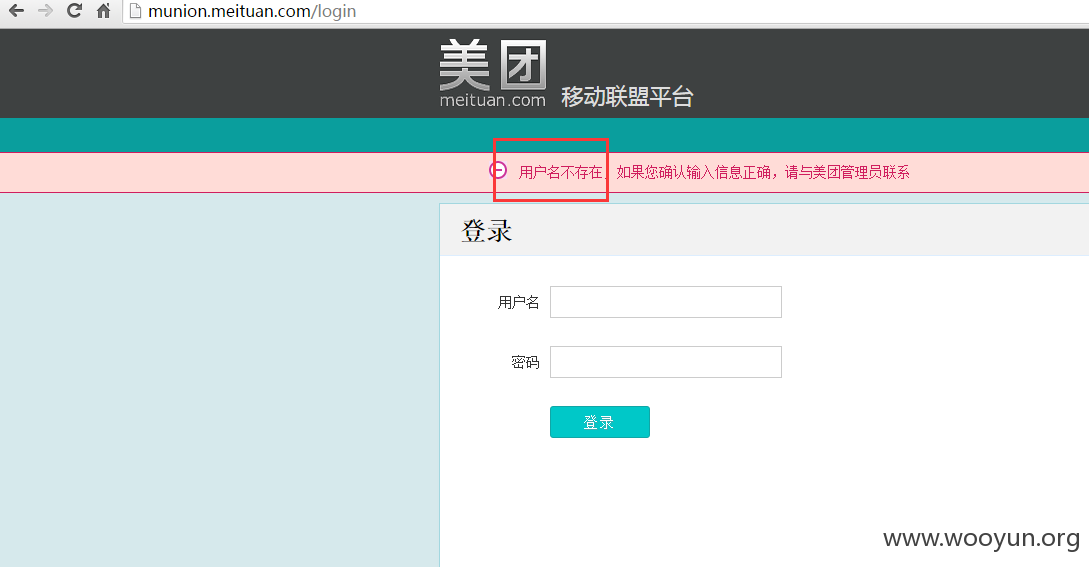 munion.meituan.com/login
美团
meituan.com 移动联盟平台
用户名不存在，如果您确认输入信息正确，请与美团管理员联系
登录
用户名
密码
登录
www.wooyun.org